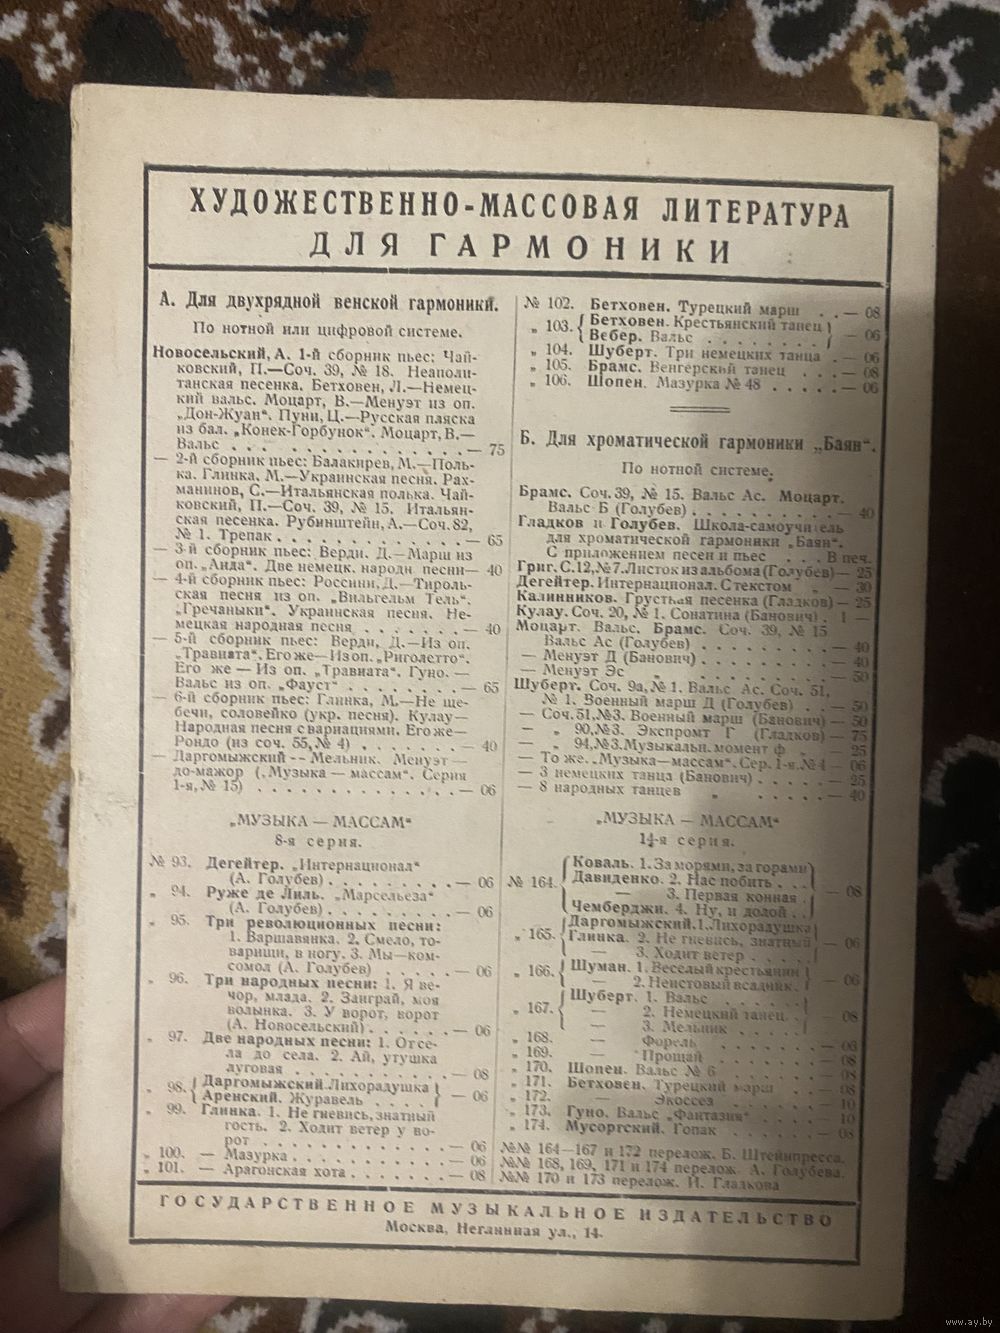 ХУДОЖЕСТВЕННО-МАССОВАЯ ЛИТЕРАТУРА
ДЛЯ ГАРМОНИКИ
А. Для двухрядной венской гармоники.
По нотной или цифровой системе.
Новосельский, А. 1-й сборник пьес: Чай-
ковский, П.—Соч. 39, № 18. Неаполи-
танская песенка. Бетховен, Л.—Немец-
кий вальс. Моцарт, В.—Менуэт из оп.
„Дон-Жуан“. Пуни, Ц.—Русская пляска
из бал. „Конек-Горбунок“. Моцарт, В.—
Вальс . . . . . . . . . . . . — 75
— 2-й сборник пьес: Балакирев, М.—Поль-
ка. Глинка, М.—Украинская песня. Рах-
манинов, С.—Итальянская полька. Чай-
ковский, П.—Соч. 39, № 15. Итальян-
ская песенка. Рубинштейн, А.—Соч. 82,
№ 1. Трепак . . . . . . . . . — 65
— 3-й сборник пьес: Верди, Д.—Марш из
оп. „Аида“. Две немецк. народн. песни— 40
— 4-й сборник пьес: Россини, Д.—Тироль-
ская песня из оп. „Вильгельм Тель“.
„Гречаныки“. Украинская песня. Не-
мецкая народная песня . . . . . . . — 40
— 5-й сборник пьес: Верди, Д.—Из оп.
„Травиата“. Его же—Из оп. „Риголетто“.
Его же — Из оп. „Травиата“. Гуно. —
Вальс из оп. „Фауст“ . . . . . . . — 65
— 6-й сборник пьес: Глинка, М.—Не ще-
бечи, соловейко (укр. песня). Кулау—
Народная песня с вариациями. Его же—
Рондо (из соч. 55, № 4) . . . . . . . — 40
— Даргомыжский — Мельник. Менуэт —
до-мажор („Музыка — массам“. Серия
1-я, № 15) . . . . . . . . . . . . — 06
„МУЗЫКА — МАССАМ“
8-я серия.
№ 93. Дегейтер. „Интернационал“
(А. Голубев) . . . . . . . . . — 06
„ 94. Руже де Лиль. „Марсельеза“
(А. Голубев) . . . . . . . . . — 06
„ 95. Три революционных песни:
1. Варшавянка. 2. Смело, то-
варищи, в ногу. 3. Мы—ком-
сомол (А. Голубев) . . . . . — 06
„ 96. Три народных песни: 1. Я ве-
чор, млада. 2. Заиграй, моя
волынка. 3. У ворот, ворот
(А. Новосельский) . . . . . . — 06
„ 97. Две народных песни: 1. Отсе-
ла до села. 2. Ай, утушка
луговая . . . . . . . . . . . — 08
„ 98. { Даргомыжский. Лихорадушка }
{ Аренский. Журавель . . . . } — 06
„ 99. Глинка. 1. Не гневись, знатный
гость. 2. Ходит ветер у во-
рот . . . . . . . . . . . . . — 06
„ 100. — Мазурка . . . . . . . . . . . — 06
„ 101. — Арагонская хота . . . . . . . — 08
№ 102. Бетховен. Турецкий марш . . — 08
„ 103. { Бетховен. Крестьянский танец }
{ Вебер. Вальс . . . . . . . . } — 06
„ 104. Шуберт. Три немецких танца . — 06
„ 105. Брамс. Венгерский танец . . . — 08
„ 106. Шопен. Мазурка № 48 . . . . . — 06
Б. Для хроматической гармоники „Баян“.
По нотной системе.
Брамс. Соч. 39, № 15. Вальс Ас. Моцарт.
Вальс Б (Голубев) . . . . . . . . . — 40
Гладков и Голубев. Школа-самоучитель
для хроматической гармоники „Баян“.
С приложением песен и пьес . . . В печ.
Григ. С. 12, № 7. Листок из альбома (Голубев)— 25
Дегейтер. Интернационал. С текстом „ — 30
Калинников. Грустная песенка (Гладков) — 25
Кулау. Соч. 20, № 1. Сонатина (Банович) . 1 —
Моцарт. Вальс. Брамс. Соч. 39, № 15
Вальс Ас (Голубев) . . . . . . . . — 40
— Менуэт Д (Банович) . . . . . . . . — 40
— Менуэт Эс „ . . . . . . . . — 50
Шуберт. Соч. 9а, № 1. Вальс Ас. Соч. 51,
№ 1. Военный марш Д (Голубев) . . — 50
— Соч. 51, № 3. Военный марш (Банович)— 50
— „ 90, № 3. Экспромт Г (Гладков) — 75
— „ 94, № 3. Музыкальн. момент ф „ — 25
— То же. „Музыка—массам“. Сер. 1-я. № 4 — 06
— 3 немецких танца (Банович) . . . . . — 25
— 8 народных танцев „ . . . . . — 40
„МУЗЫКА — МАССАМ“
14-я серия.
№ 164. { Коваль. 1. За морями, за горами
Давиденко. 2. Нас побить . . .
— 3. Первая конная .
Чемберджи. 4. Ну, и долой . . } — 08
„ 165. { Даргомыжский. 1. Лихорадушка
Глинка. 2. Не гневись, знатный
— 3. Ходит ветер . . . . . } — 06
„ 166. { Шуман. 1. Веселый крестьянин
— 2. Неистовый всадник . } — 06
„ 167. { Шуберт. 1. Вальс . . . . . .
— 2. Немецкий танец .
— 3. Мельник . . . . . } — 08
„ 168. — Форель . . . . . . . — 06
„ 169. — Прощай . . . . . . . — 08
„ 170. Шопен. Вальс № 6 . . . . . . — 08
„ 171. Бетховен. Турецкий марш . . — 08
„ 172. — Экоссез . . . . . . — 10
„ 173. Гуно. Вальс „Фантазия“ . . . . — 10
„ 174. Мусоргский. Гопак . . . . . . — 08
№№ 164—167 и 172 перелож. Б. Штейнпресса.
№№ 168, 169, 171 и 174 перелож. А. Голубева.
№№ 170 и 173 перелож. И. Гладкова
ГОСУДАРСТВЕННОЕ МУЗЫКАЛЬНОЕ ИЗДАТЕЛЬСТВО
Москва, Неглинная ул., 14.
www.ay.by